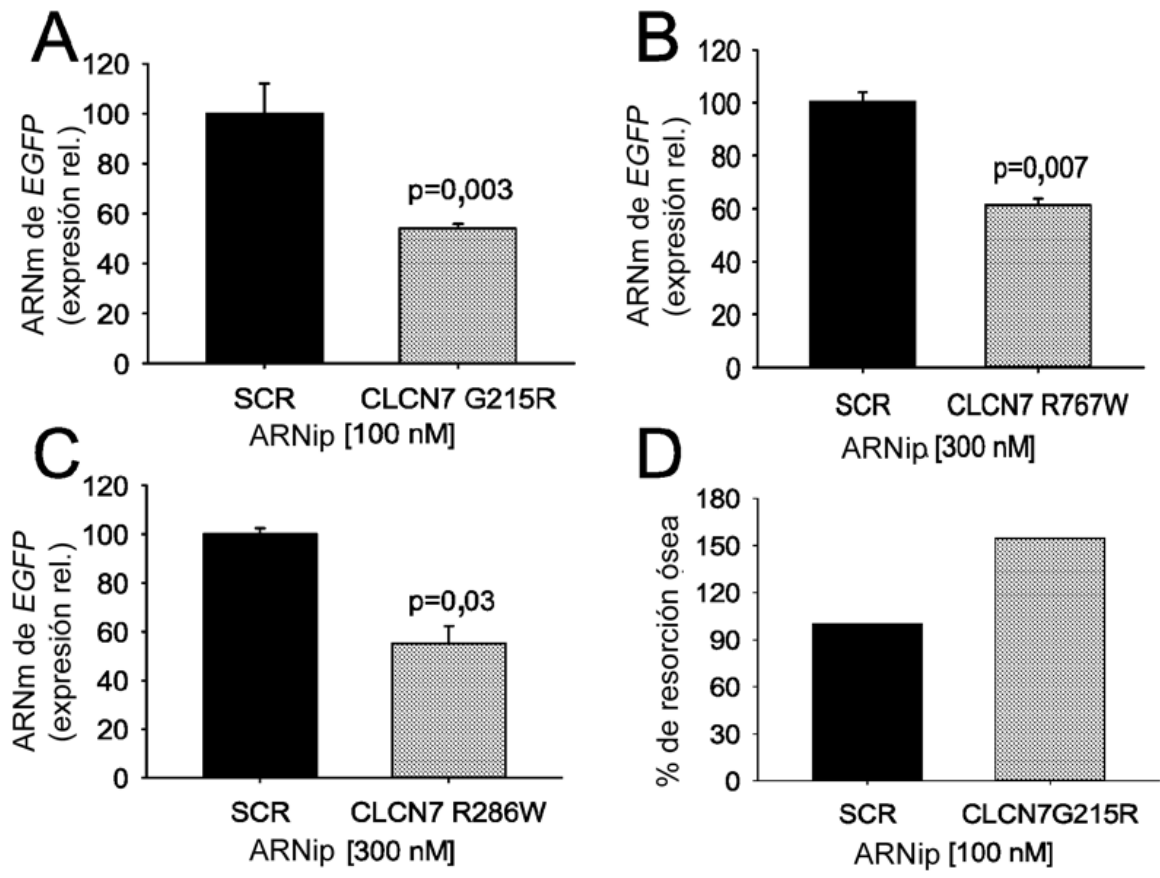 A
ARNm de EGFP
(expresión rel.)
120
100
80
60
40
20
0
p=0,003
SCR
CLCN7 G215R
ARNip [100 nM]
B
ARNm de EGFP
(expresión rel.)
120
100
80
60
40
20
0
p=0,007
SCR
CLCN7 R767W
ARNip [300 nM]
C
ARNm de EGFP
(expresión rel.)
120
100
80
60
40
20
0
p=0,03
SCR
CLCN7 R286W
ARNip [300 nM]
D
% de resorción ósea
180
150
120
90
60
30
0
SCR
CLCN7G215R
ARNip [100 nM]